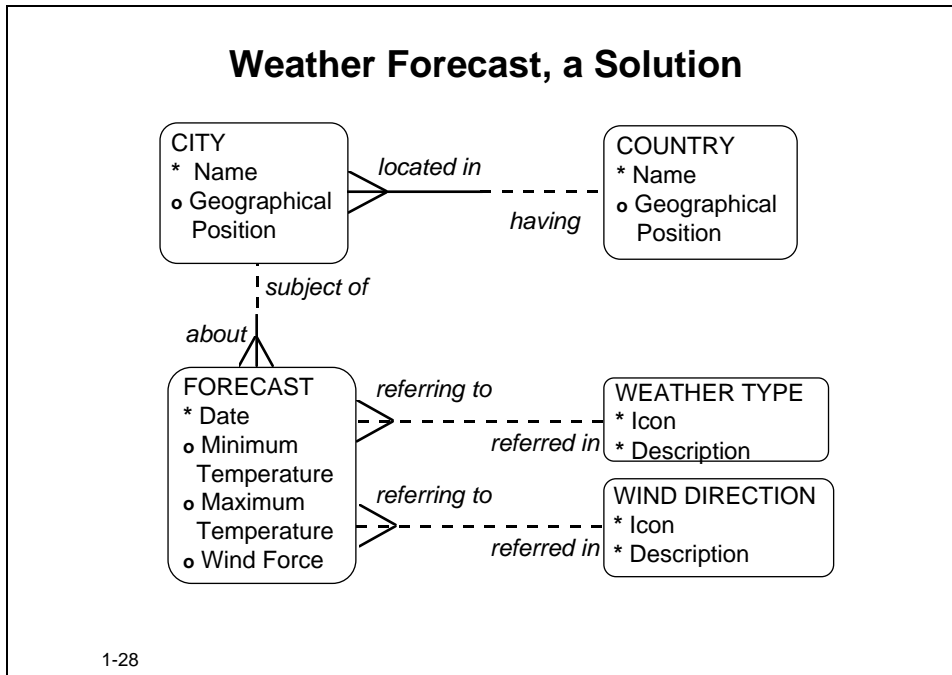 Weather Forecast, a Solution
CITY
* Name
o Geographical
Position
located in
having
COUNTRY
* Name
o Geographical
Position
subject of
about
FORECAST
* Date
o Minimum
Temperature
o Maximum
Temperature
o Wind Force
referring to
referred in
WEATHER TYPE
* Icon
* Description
referring to
referred in
WIND DIRECTION
* Icon
* Description
1-28